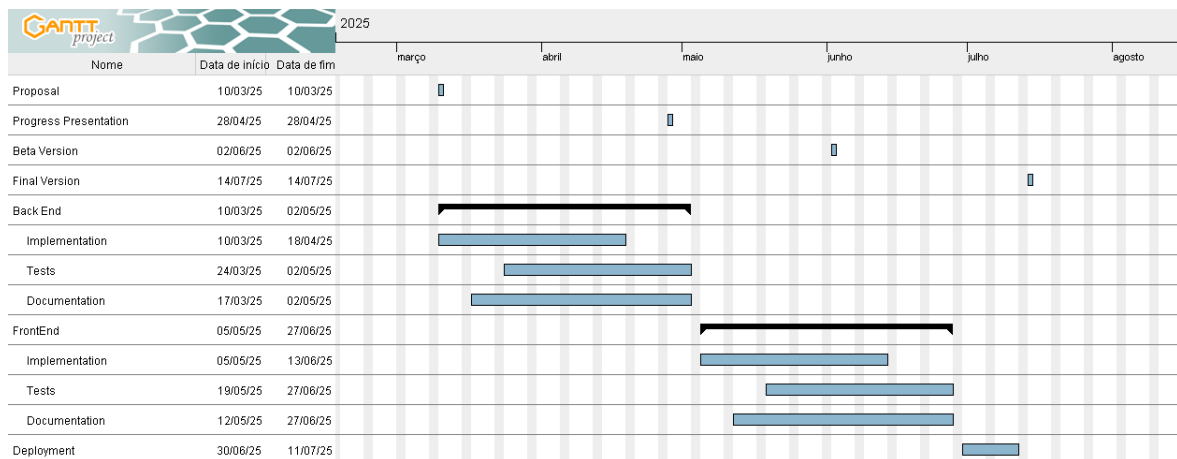 GANTT
project
2025
março abril maio junho julho agosto
Nome Data de início Data de fim
Proposal 10/03/25 10/03/25
Progress Presentation 28/04/25 28/04/25
Beta Version 02/06/25 02/06/25
Final Version 14/07/25 14/07/25
Back End 10/03/25 02/05/25
Implementation 10/03/25 18/04/25
Tests 24/03/25 02/05/25
Documentation 17/03/25 02/05/25
FrontEnd 05/05/25 27/06/25
Implementation 05/05/25 13/06/25
Tests 19/05/25 27/06/25
Documentation 12/05/25 27/06/25
Deployment 30/06/25 11/07/25